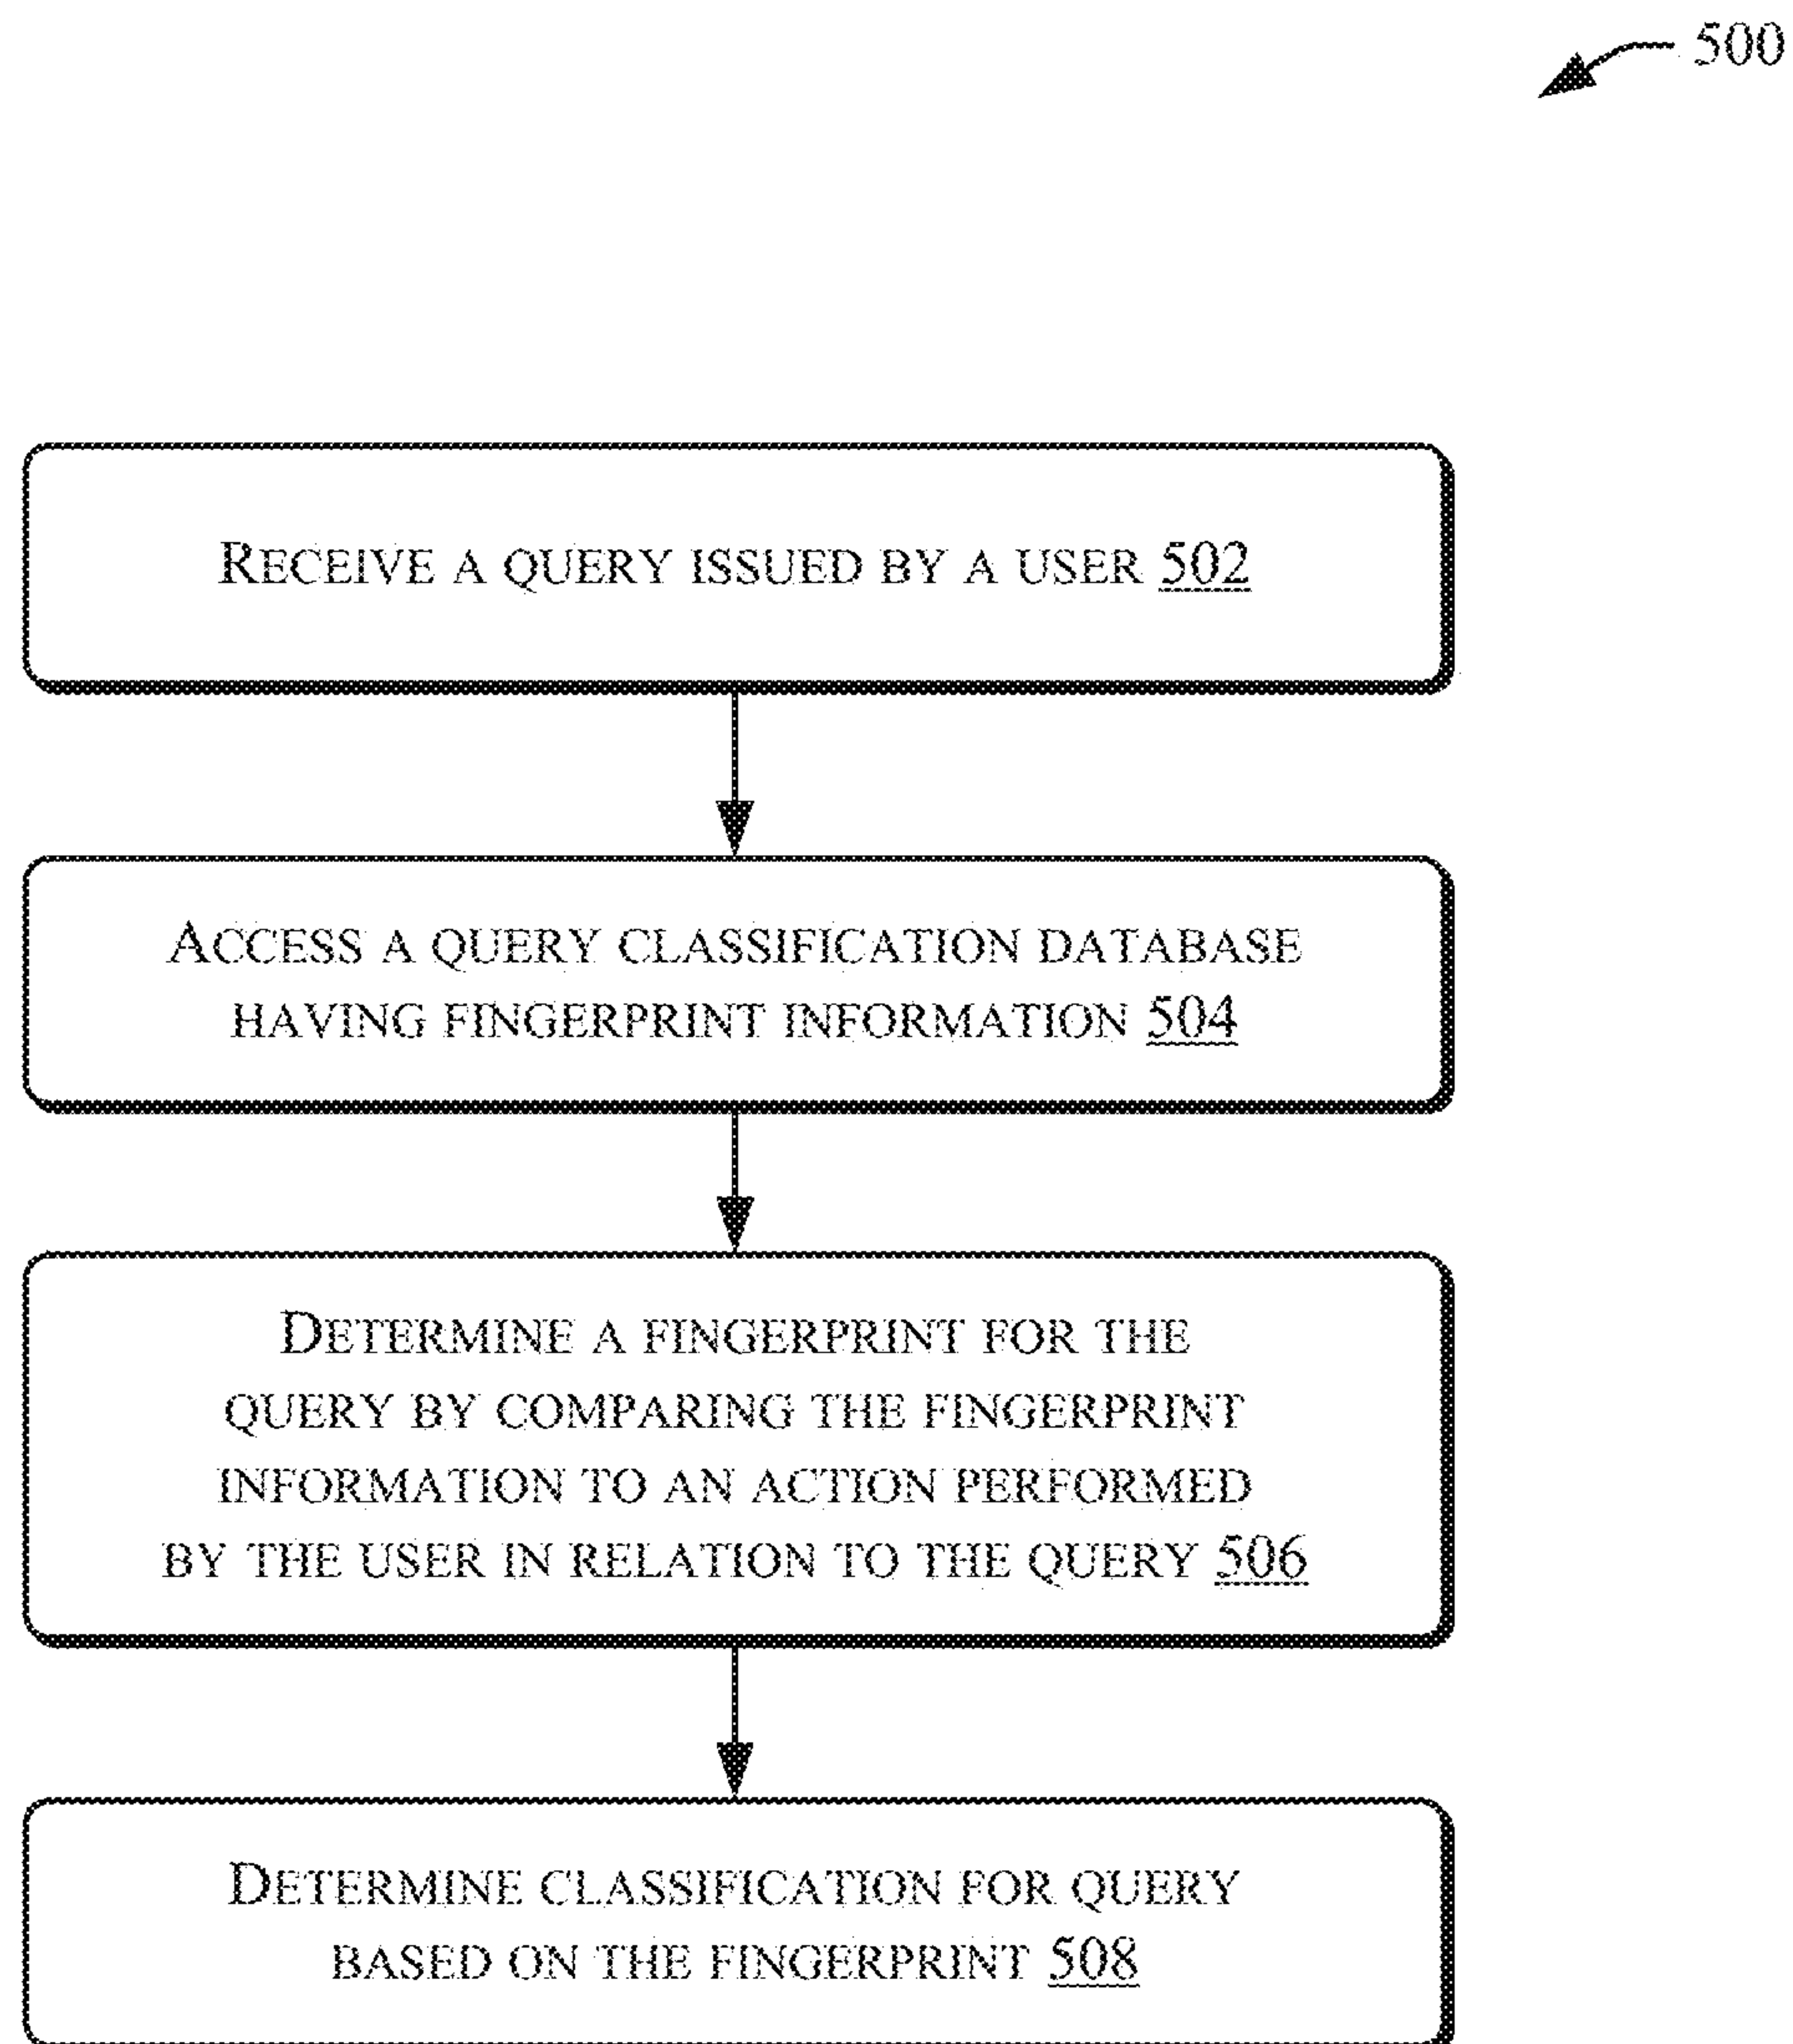 500
RECEIVE A QUERY ISSUED BY A USER 502
ACCESS A QUERY CLASSIFICATION DATABASE
HAVING FINGERPRINT INFORMATION 504
DETERMINE A FINGERPRINT FOR THE
QUERY BY COMPARING THE FINGERPRINT
INFORMATION TO AN ACTION PERFORMED
BY THE USER IN RELATION TO THE QUERY 506
DETERMINE CLASSIFICATION FOR QUERY
BASED ON THE FINGERPRINT 508